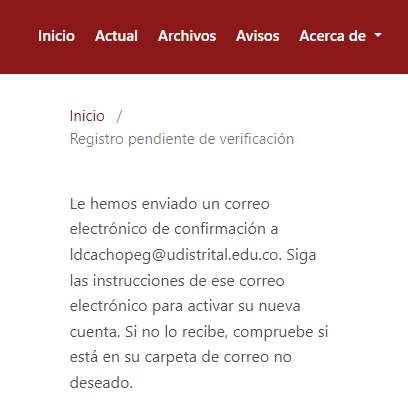 Inicio Actual Archivos Avisos Acerca de
Inicio /
Registro pendiente de verificación
Le hemos enviado un correo
electrónico de confirmación a
ldcachopeg@udistrital.edu.co. Siga
las instrucciones de ese correo
electrónico para activar su nueva
cuenta. Si no lo recibe, compruebe si
está en su carpeta de correo no
deseado.